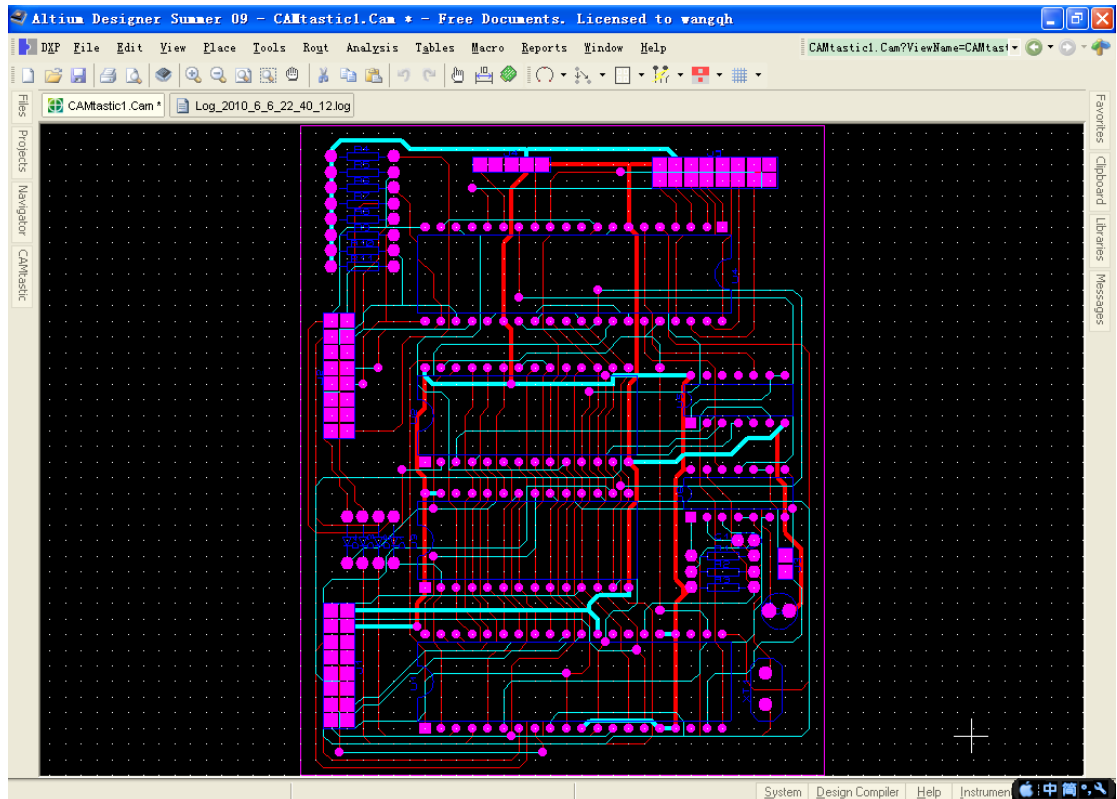 Altium Designer Summer 09 - CAMtastic1.Cam * - Free Documents. Licensed to wangqh
DXP File Edit View Place Tools Rout Analysis Tables Macro Reports Window Help CAMtastic1.Cam?ViewName=CAMtast
CAMtastic1.Cam * Log_2010_6_6_22_40_12.log
Files
Projects
Navigator
CAMtastic
Favorites
Clipboard
Libraries
Messages
System Design Compiler Help Instrumen
中 简